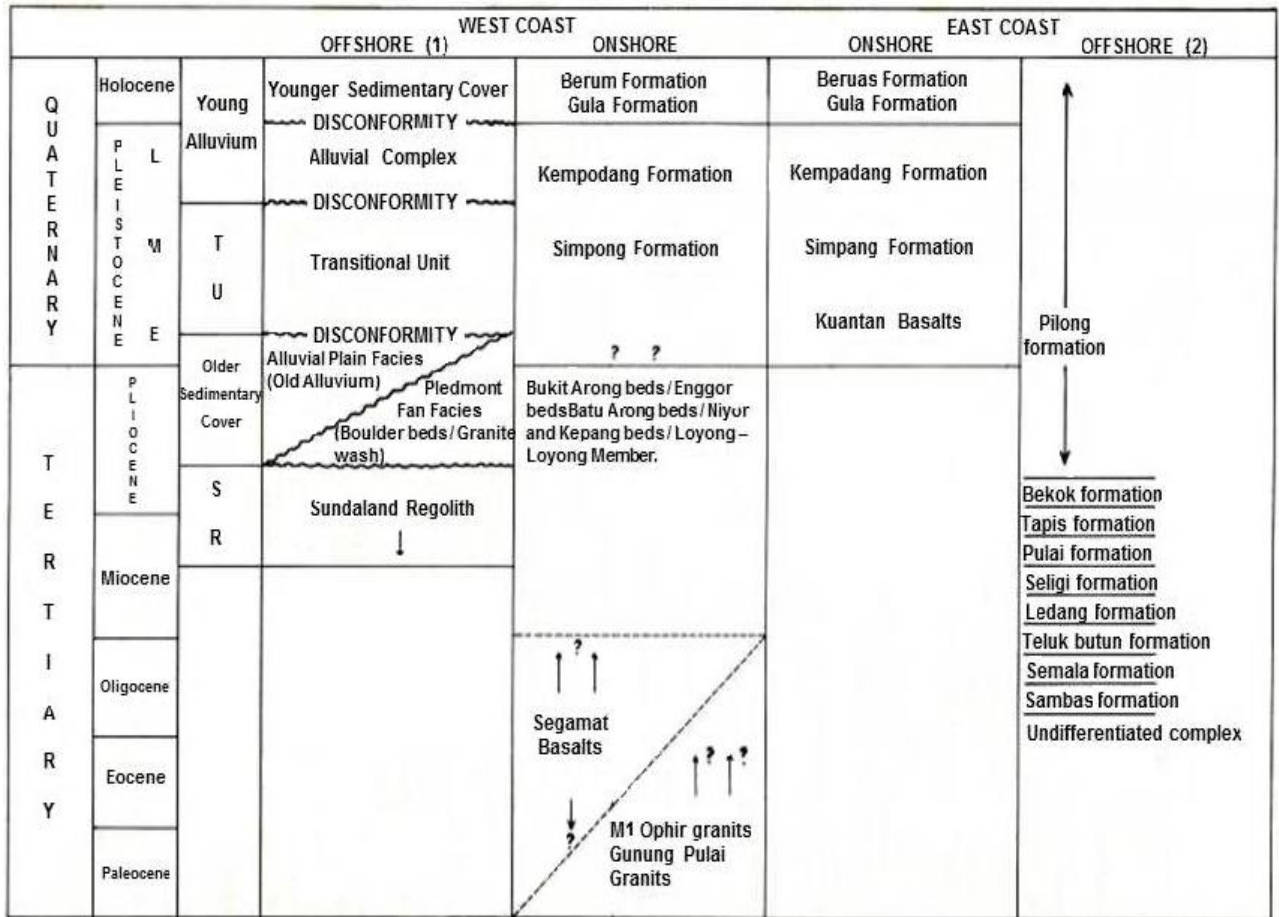 WEST COAST
EAST COAST
OFFSHORE (1)
ONSHORE
ONSHORE
OFFSHORE (2)
QUATERNARY
Holocene
PLEISTOCENE
L
M
E
Young
Alluvium
T
U
Younger Sedimentary Cover
DISCONFORMITY
Alluvial Complex
DISCONFORMITY
Transitional Unit
DISCONFORMITY
Berum Formation
Gula Formation
Kempodang Formation
Simpong Formation
? ?
Beruas Formation
Gula Formation
Kempadang Formation
Simpang Formation
Kuantan Basalts
Pilong
formation
TERTIARY
PLIOCENE
Miocene
Oligocene
Eocene
Paleocene
Older
Sedimentary
Cover
S
R
Alluvial Plain Facies
(Old Alluvium)
Pledmont
Fan Facies
(Boulder beds/Granite
wash)
Sundaland Regolith
Bukit Arong beds/Enggor
bedsBatu Arong beds/Niyor
and Kepang beds/Loyong–
Loyong Member.
?
Segamat
Basalts
?
? ?
M1 Ophir granits
Gunung Pulai
Granits
Bekok formation
Tapis formation
Pulai formation
Seligi formation
Ledang formation
Teluk butun formation
Semala formation
Sambas formation
Undifferentiated complex